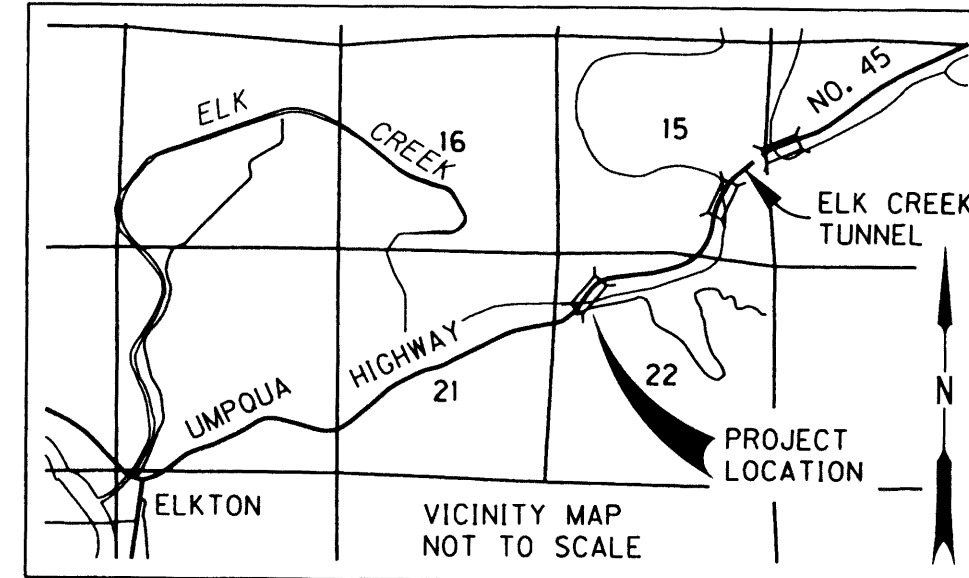 ELK
CREEK
16
15
NO. 45
ELK CREEK
TUNNEL
UMPQUA
HIGHWAY
21
22
N
PROJECT
LOCATION
ELKTON
VICINITY MAP
NOT TO SCALE